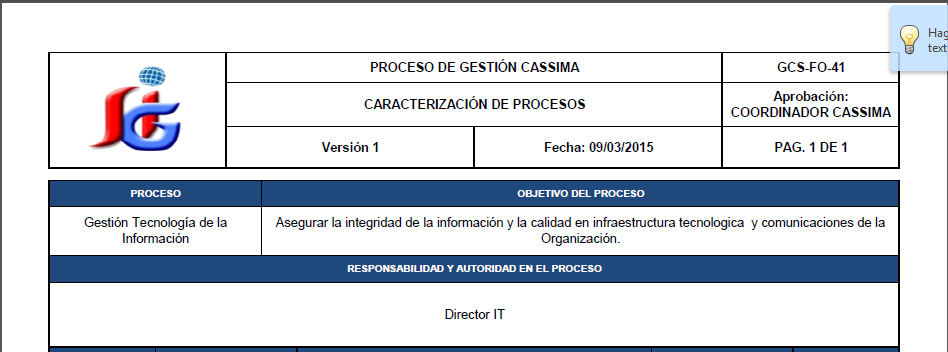 Hag
text
PROCESO DE GESTIÓN CASSIMA
GCS-FO-41
CARACTERIZACIÓN DE PROCESOS
Aprobación:
COORDINADOR CASSIMA
Versión 1
Fecha: 09/03/2015
PAG. 1 DE 1
PROCESO
OBJETIVO DEL PROCESO
Gestión Tecnología de la
Información
Asegurar la integridad de la información y la calidad en infraestructura tecnologica y comunicaciones de la
Organización.
RESPONSABILIDAD Y AUTORIDAD EN EL PROCESO
Director IT